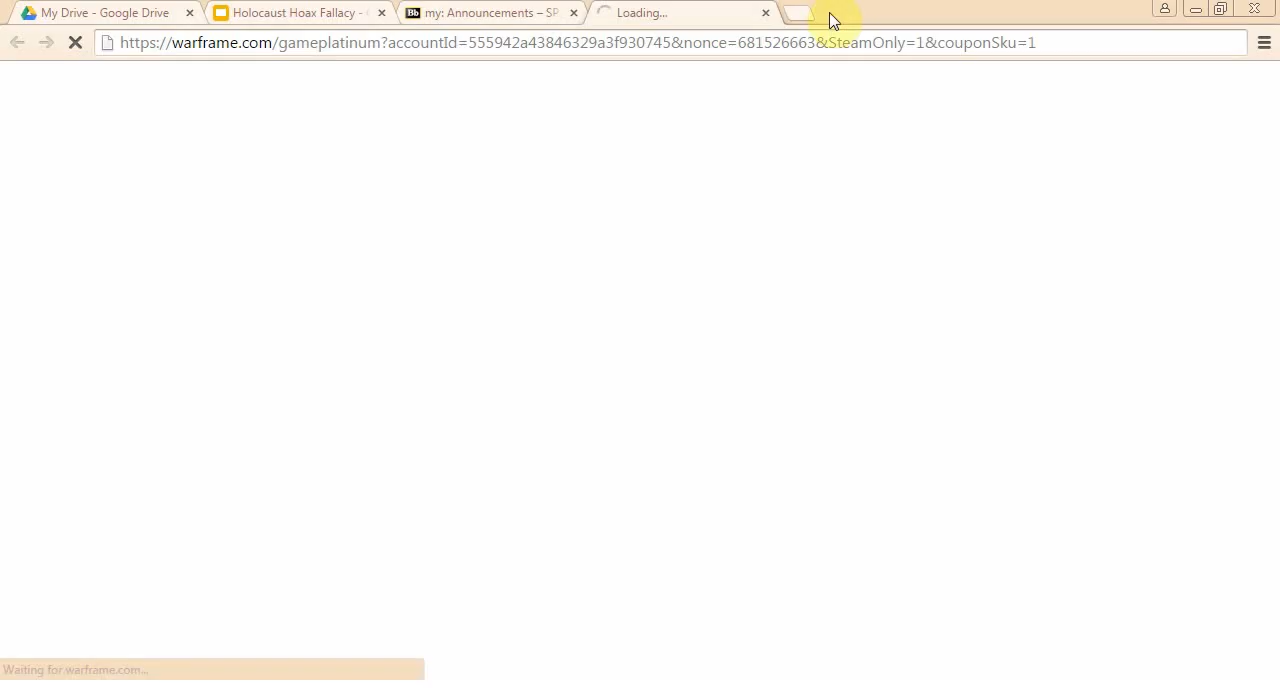 My Drive - Google Drive
Holocaust Hoax Fallacy -
Bb my: Announcements – SP
Loading...
https://warframe.com/gameplatinum?accountId=555942a43846329a3f930745&nonce=681526663&SteamOnly=1&couponSku=1
Waiting for warframe.com...